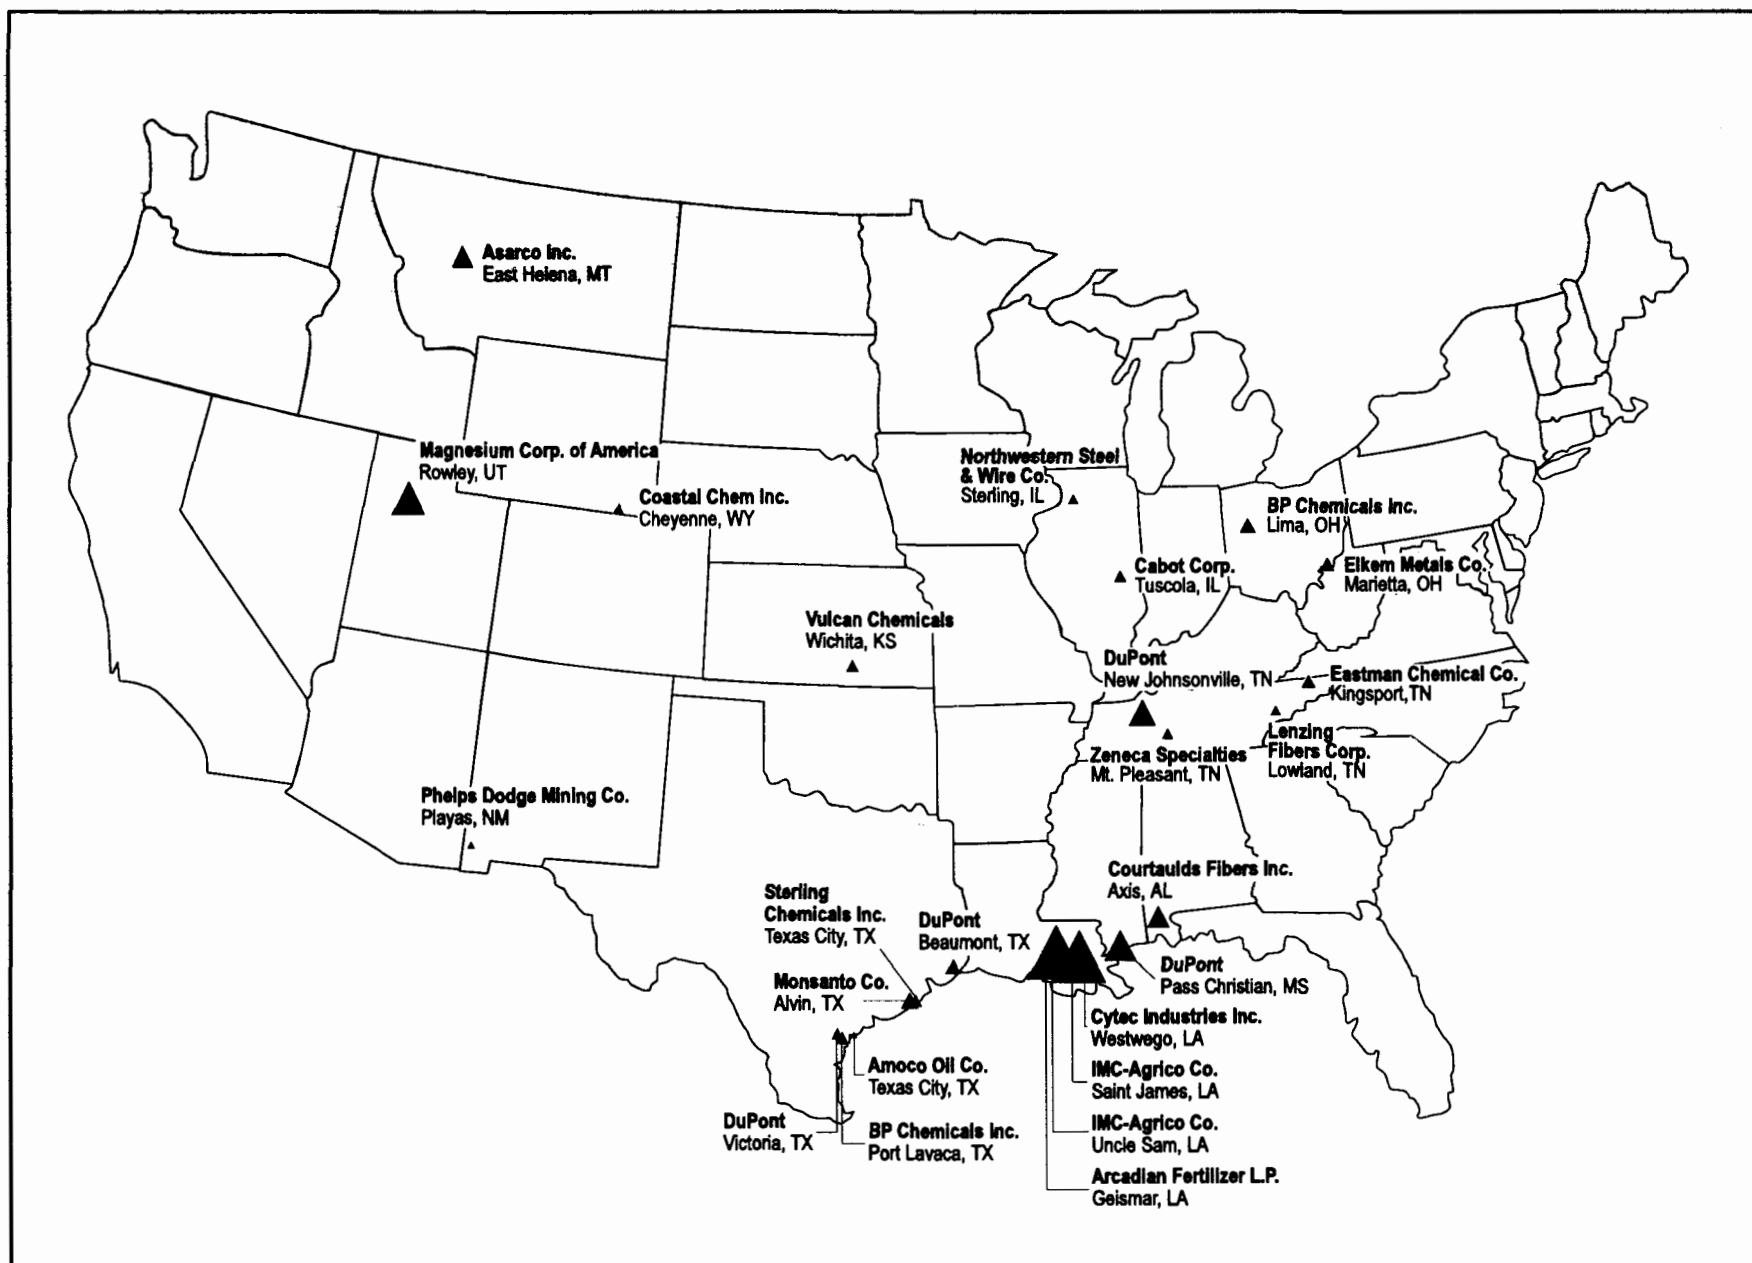 Asarco Inc.
East Helena, MT
Magnesium Corp. of America
Rowley, UT
Coastal Chem Inc.
Cheyenne, WY
Northwestern Steel
& Wire Co.
Sterling, IL
BP Chemicals Inc.
Lima, OH
Cabot Corp.
Tuscola, IL
Elkem Metals Co.
Marietta, OH
Vulcan Chemicals
Wichita, KS
DuPont
New Johnsonville, TN
Eastman Chemical Co.
Kingsport,TN
Zeneca Specialties
Mt. Pleasant, TN
Lenzing
Fibers Corp.
Lowland, TN
Phelps Dodge Mining Co.
Playas, NM
Courtaulds Fibers Inc.
Axis, AL
Sterling
Chemicals Inc.
Texas City, TX
DuPont
Beaumont, TX
DuPont
Pass Christian, MS
Monsanto Co.
Alvin, TX
Cytec Industries Inc.
Westwego, LA
Amoco Oil Co.
Texas City, TX
IMC-Agrico Co.
Saint James, LA
DuPont
Victoria, TX
BP Chemicals Inc.
Port Lavaca, TX
IMC-Agrico Co.
Uncle Sam, LA
Arcadian Fertilizer L.P.
Geismar, LA